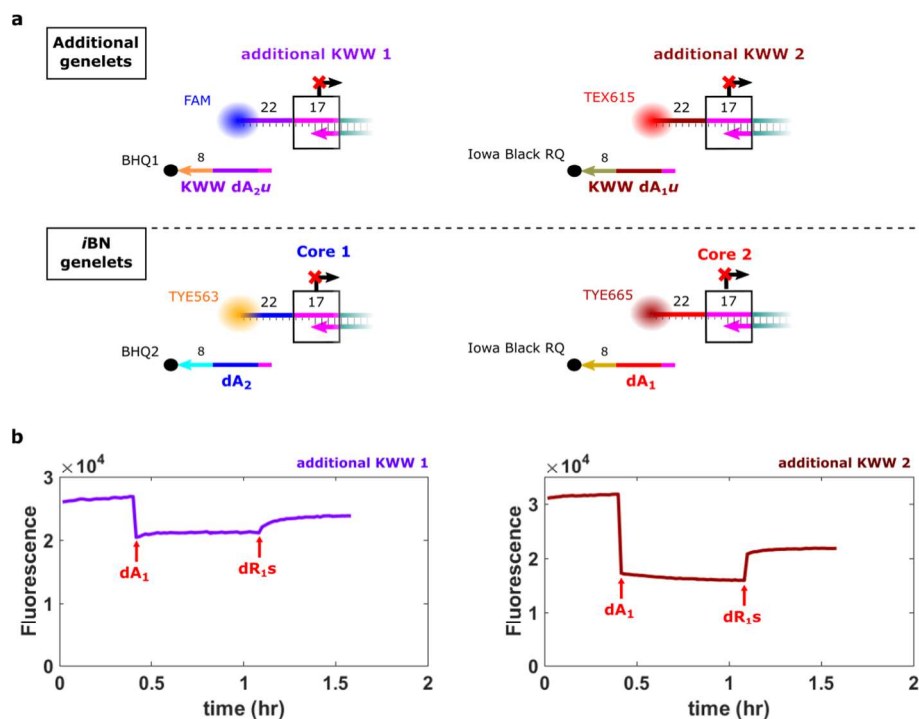 a
Additional genelets
additional KWW 1
additional KWW 2
FAM
22
17
TEX615
22
17
BHQ1
8
KWW dA₂u
Iowa Black RQ
8
KWW dA₁u
iBN genelets
Core 1
Core 2
TYE563
22
17
TYE665
22
17
BHQ2
8
dA₂
Iowa Black RQ
8
dA₁
b
additional KWW 1
×10⁴
3
2
1
0
Fluorescence
dA₁
dR₁s
0
0.5
1
1.5
2
time (hr)
additional KWW 2
×10⁴
3
2
1
0
Fluorescence
dA₁
dR₁s
0
0.5
1
1.5
2
time (hr)